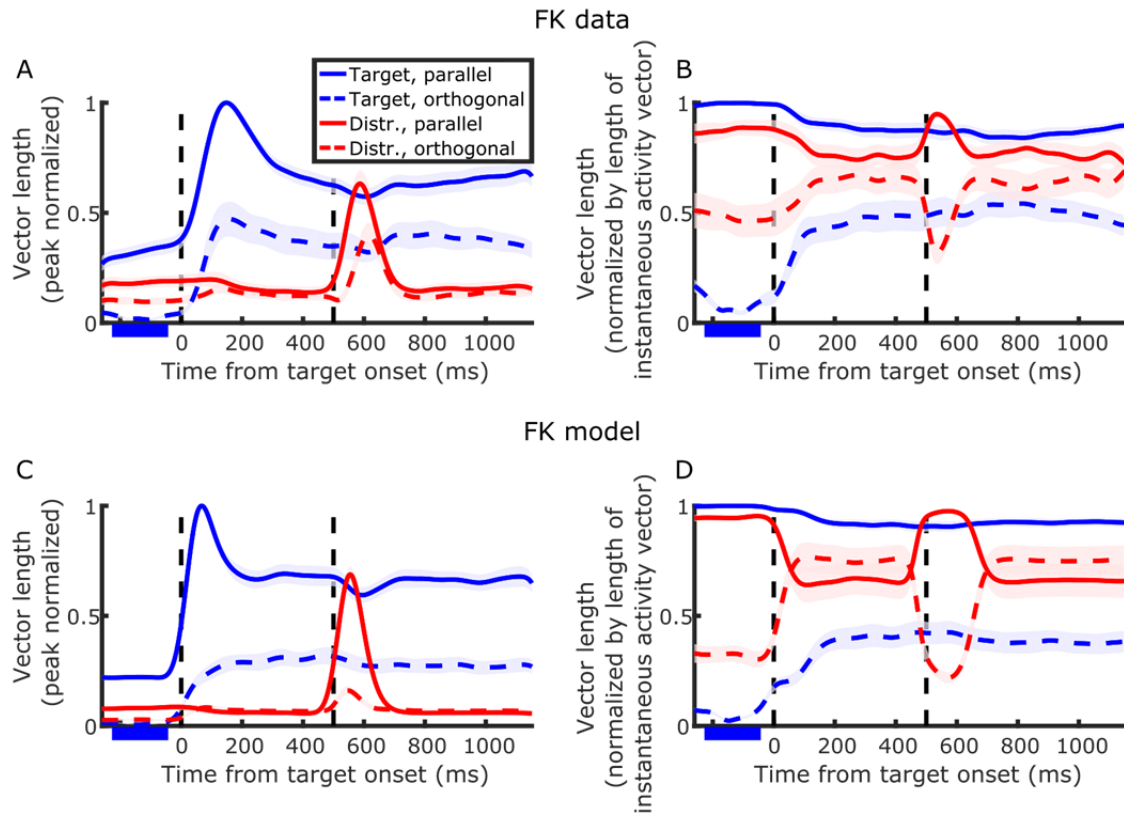 FK data
A
Target, parallel
Target, orthogonal
Distr., parallel
Distr., orthogonal
Vector length
(peak normalized)
1
0.5
0
0 200 400 600 800 1000
Time from target onset (ms)
B
Vector length
(normalized by length of
instantaneous activity vector)
1
0.5
0
0 200 400 600 800 1000
Time from target onset (ms)
FK model
C
Vector length
(peak normalized)
1
0.5
0
0 200 400 600 800 1000
Time from target onset (ms)
D
Vector length
(normalized by length of
instantaneous activity vector)
1
0.5
0
0 200 400 600 800 1000
Time from target onset (ms)